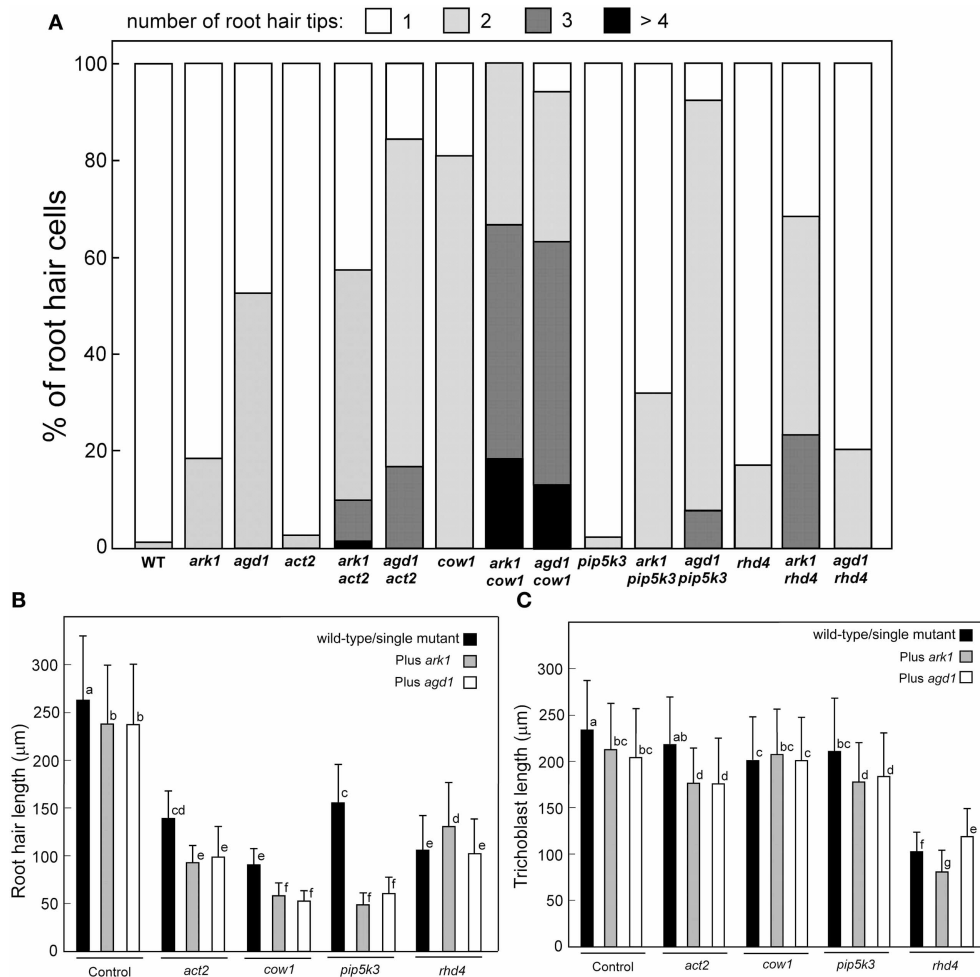 A
number of root hair tips: 1 2 3 > 4
% of root hair cells
100
80
60
40
20
0
WT ark1 agd1 act2 ark1 act2 agd1 act2 cow1 ark1 cow1 agd1 cow1 pip5k3 ark1 pip5k3 agd1 pip5k3 rhd4 ark1 rhd4 agd1 rhd4
B
wild-type/single mutant
Plus ark1
Plus agd1
Root hair length (µm)
300
250
200
150
100
50
0
a b b cd e e e f f c f f e d e
Control act2 cow1 pip5k3 rhd4
C
wild-type/single mutant
Plus ark1
Plus agd1
Trichoblast length (µm)
300
250
200
150
100
50
0
a bc bc ab d d c bc c bc d d f g e
Control act2 cow1 pip5k3 rhd4